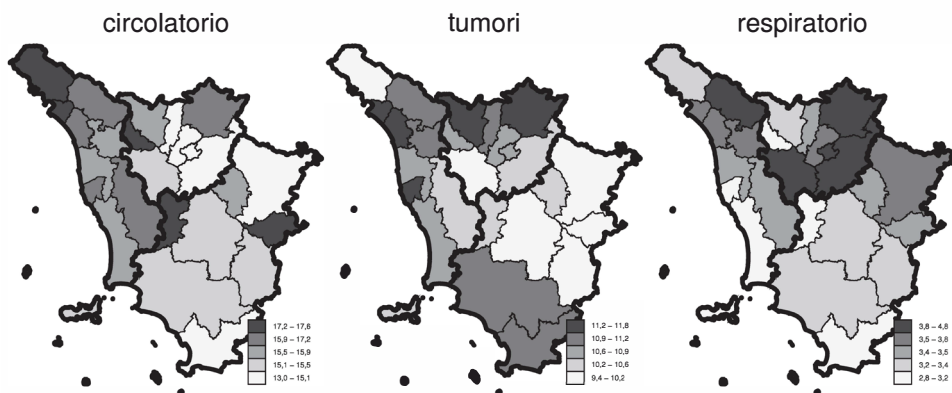 circolatorio
17,2 – 17,6
15,9 – 17,2
15,5 – 15,9
15,1 – 15,5
13,0 – 15,1
tumori
11,2 – 11,8
10,9 – 11,2
10,6 – 10,9
10,2 – 10,6
9,4 – 10,2
respiratorio
3,8 – 4,8
3,5 – 3,8
3,4 – 3,5
3,2 – 3,4
2,8 – 3,2